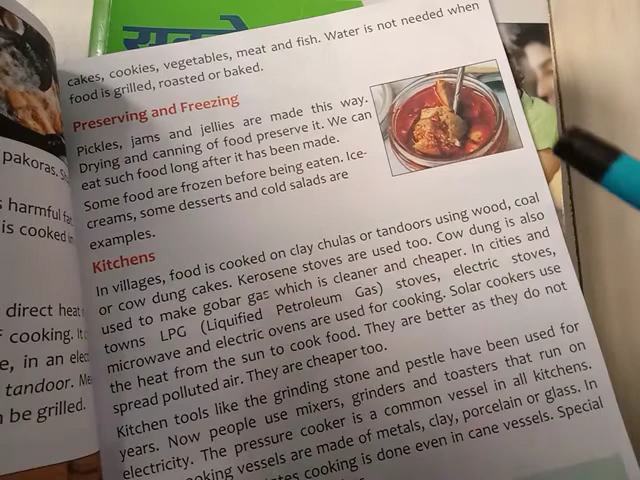 सबसे
cakes, cookies, vegetables, meat and fish. Water is not needed when
food is grilled, roasted or baked.
Preserving and Freezing
Pickles, jams and jellies are made this way.
Drying and canning of food preserve it. We can
eat such food long after it has been made.
Some food are frozen before being eaten. Ice-
creams, some desserts and cold salads are
examples.
Kitchens
In villages, food is cooked on clay chulas or tandoors using wood, coal
or cow dung cakes. Kerosene stoves are used too. Cow dung is also
used to make gobar gas which is cleaner and cheaper. In cities and
towns LPG (Liquified Petroleum Gas) stoves, electric stoves,
microwave and electric ovens are used for cooking. Solar cookers use
the heat from the sun to cook food. They are better as they do not
spread polluted air. They are cheaper too.
Kitchen tools like the grinding stone and pestle have been used for
years. Now people use mixers, grinders and toasters that run on
electricity. The pressure cooker is a common vessel in all kitchens.
vessels are made of metals, clay, porcelain or glass. In
cooking is done even in cane vessels. Special
pakoras.
harmful
is cooked
direct heat
cooking.
in an
tandoor.
be grilled.